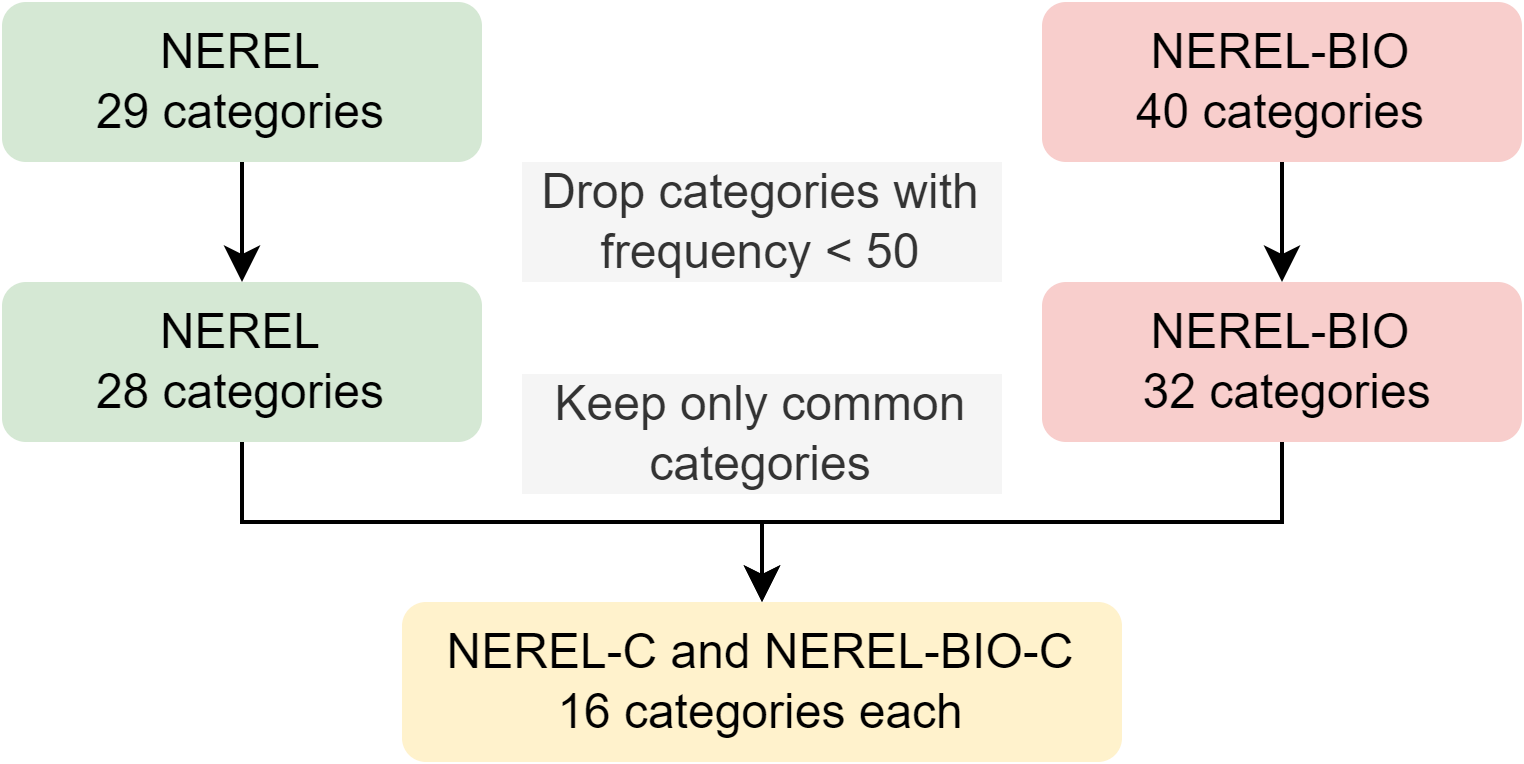 NEREL
29 categories
NEREL-BIO
40 categories
Drop categories with
frequency < 50
NEREL
28 categories
NEREL-BIO
32 categories
Keep only common
categories
NEREL-C and NEREL-BIO-C
16 categories each